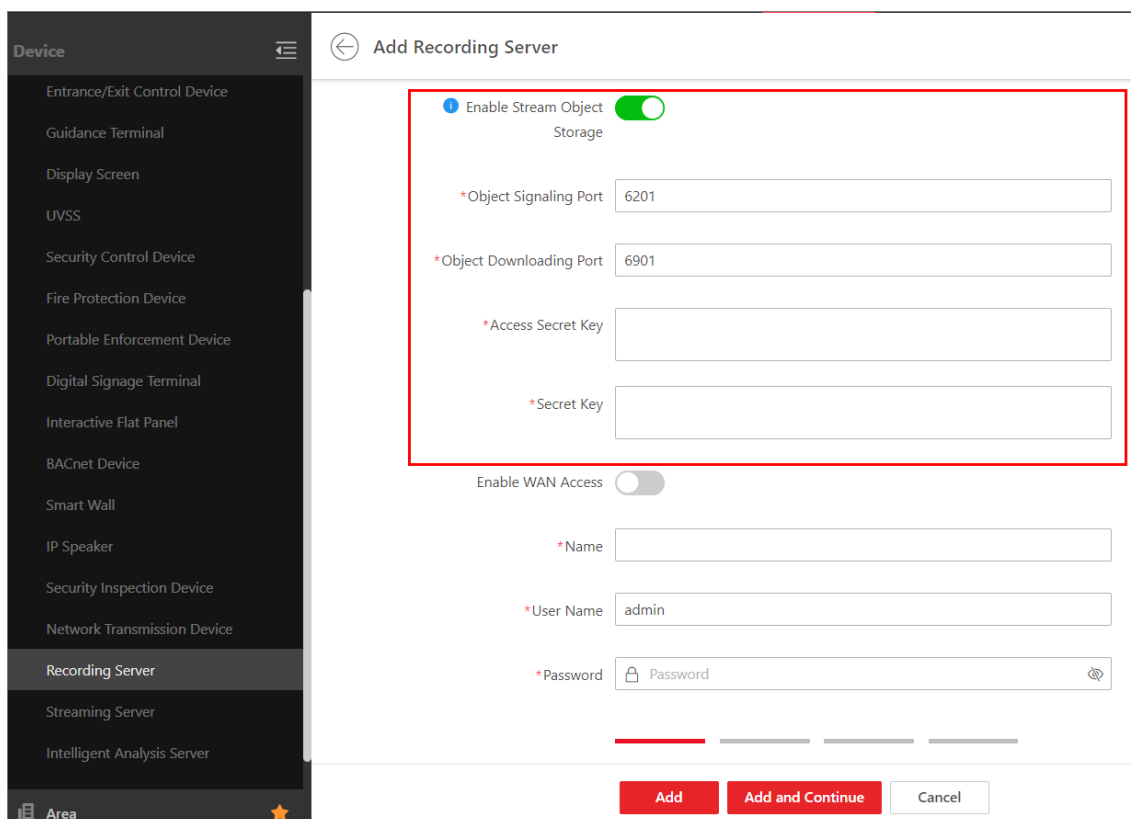 Device
Entrance/Exit Control Device
Guidance Terminal
Display Screen
UVSS
Security Control Device
Fire Protection Device
Portable Enforcement Device
Digital Signage Terminal
Interactive Flat Panel
BACnet Device
Smart Wall
IP Speaker
Security Inspection Device
Network Transmission Device
Recording Server
Streaming Server
Intelligent Analysis Server
Area
Add Recording Server
Enable Stream Object
Storage
*Object Signaling Port 6201
*Object Downloading Port 6901
*Access Secret Key
*Secret Key
Enable WAN Access
*Name
*User Name admin
*Password Password
Add Add and Continue Cancel